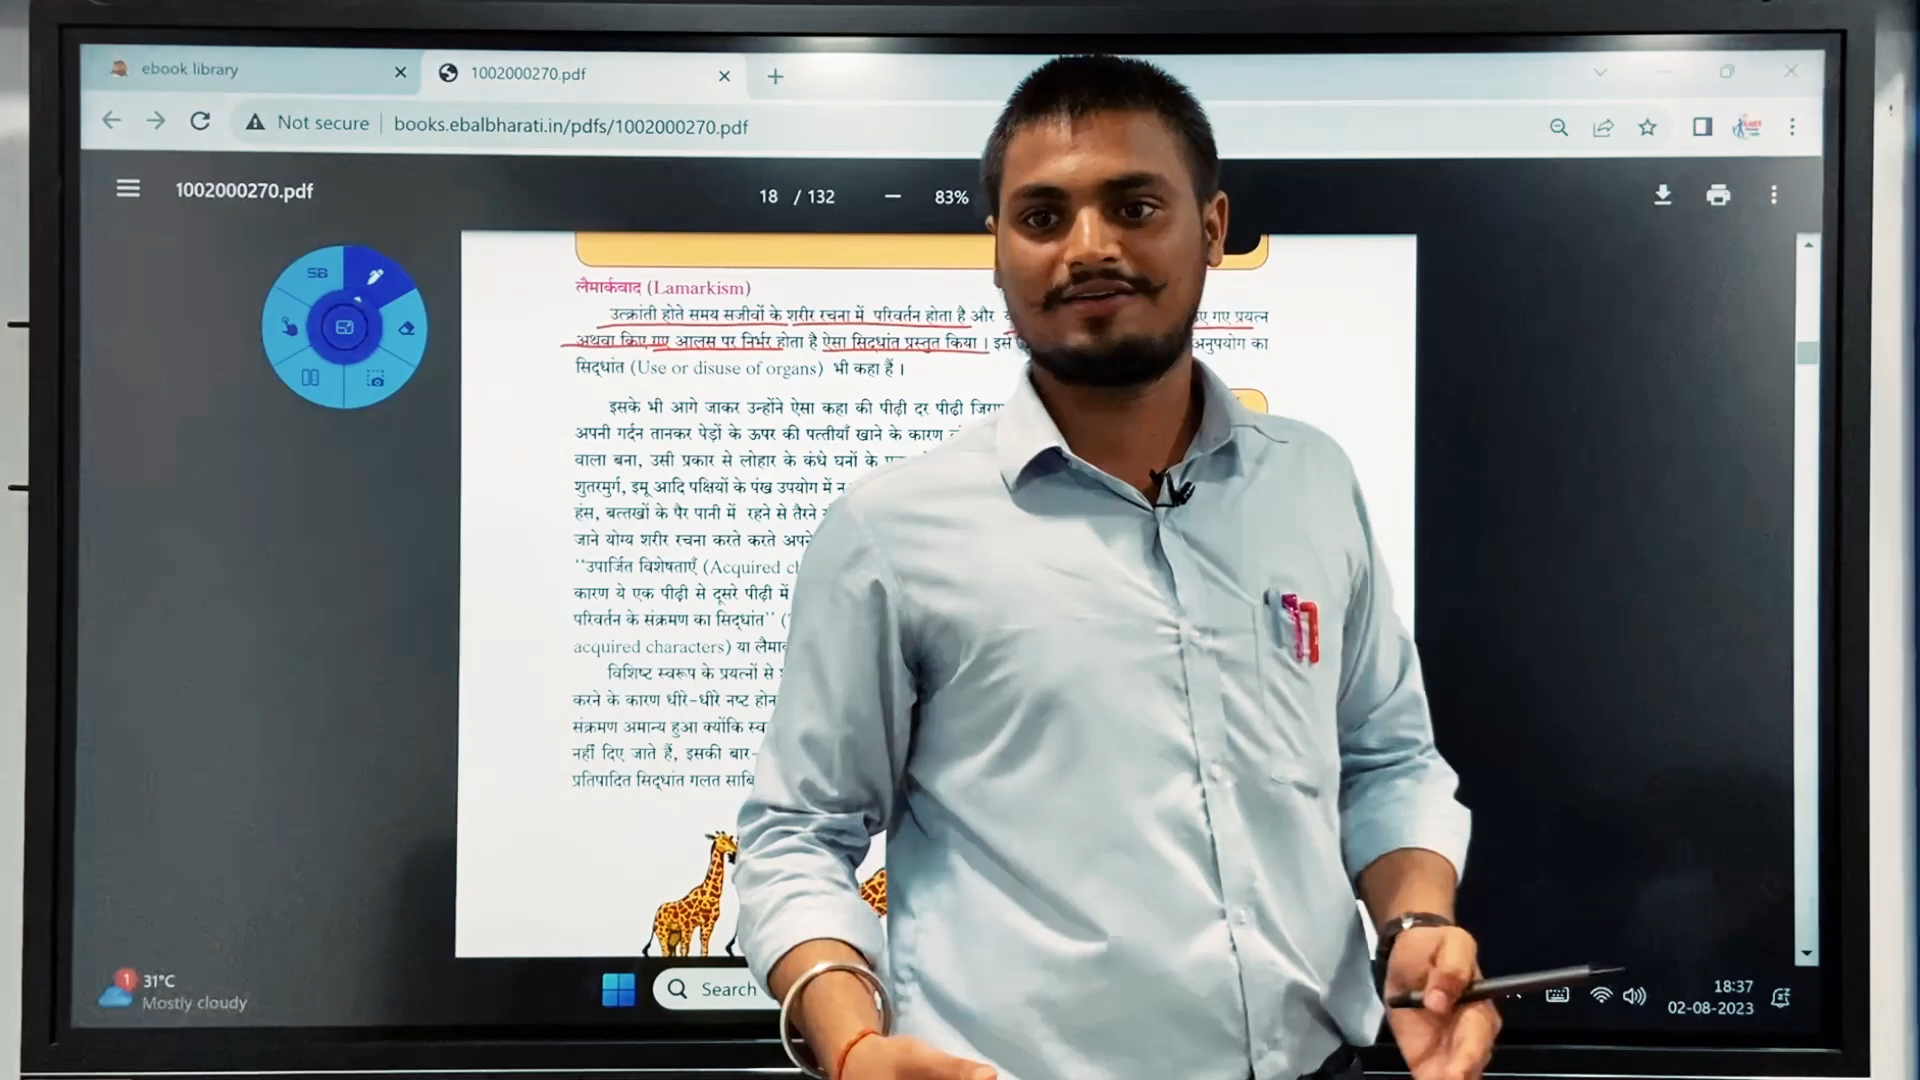 ebook library
1002000270.pdf
Not secure
books.ebalbharati.in/pdfs/1002000270.pdf
1002000270.pdf
18 / 132
83%
SB
लैमार्कवाद (Lamarkism)
उत्क्रांती होते समय सजीवों के शरीर रचना में परिवर्तन होता है और
गए प्रयत्न
अथवा किए गए आलस पर निर्भर होता है ऐसा सिद्धांत प्रस्तुत किया । इसे
अनुपयोग का
सिद्धांत (Use or disuse of organs) भी कहा हैं ।
इसके भी आगे जाकर उन्होंने ऐसा कहा की पीढ़ी दर पीढी
अपनी गर्दन तानकर पेड़ों के ऊपर की पत्तीयाँ खाने के कारण
वाला बना, उसी प्रकार से लोहार के कंधे घनों के
शुतरमुर्ग, इमू आदि पक्षियों के पंख उपयोग में
हंस, बत्तखों के पैर पानी में रहने से तैरने
जाने योग्य शरीर रचना करते करते अपने
‘‘उपार्जित विशेषताएँ (Acquired
कारण ये एक पीढ़ी से दूसरे पीढ़ी में
परिवर्तन के संक्रमण का सिद्धांत’’ (
acquired characters) या
विशिष्ट स्वरूप के प्रयत्नों से
करने के कारण धीरे-धीरे नष्ट
संक्रमण अमान्य हुआ क्योंकि
नहीं दिए जाते हैं, इसकी बार-
प्रतिपादित सिद्धांत गलत
1
31°C
Mostly cloudy
Search
18:37
02-08-2023